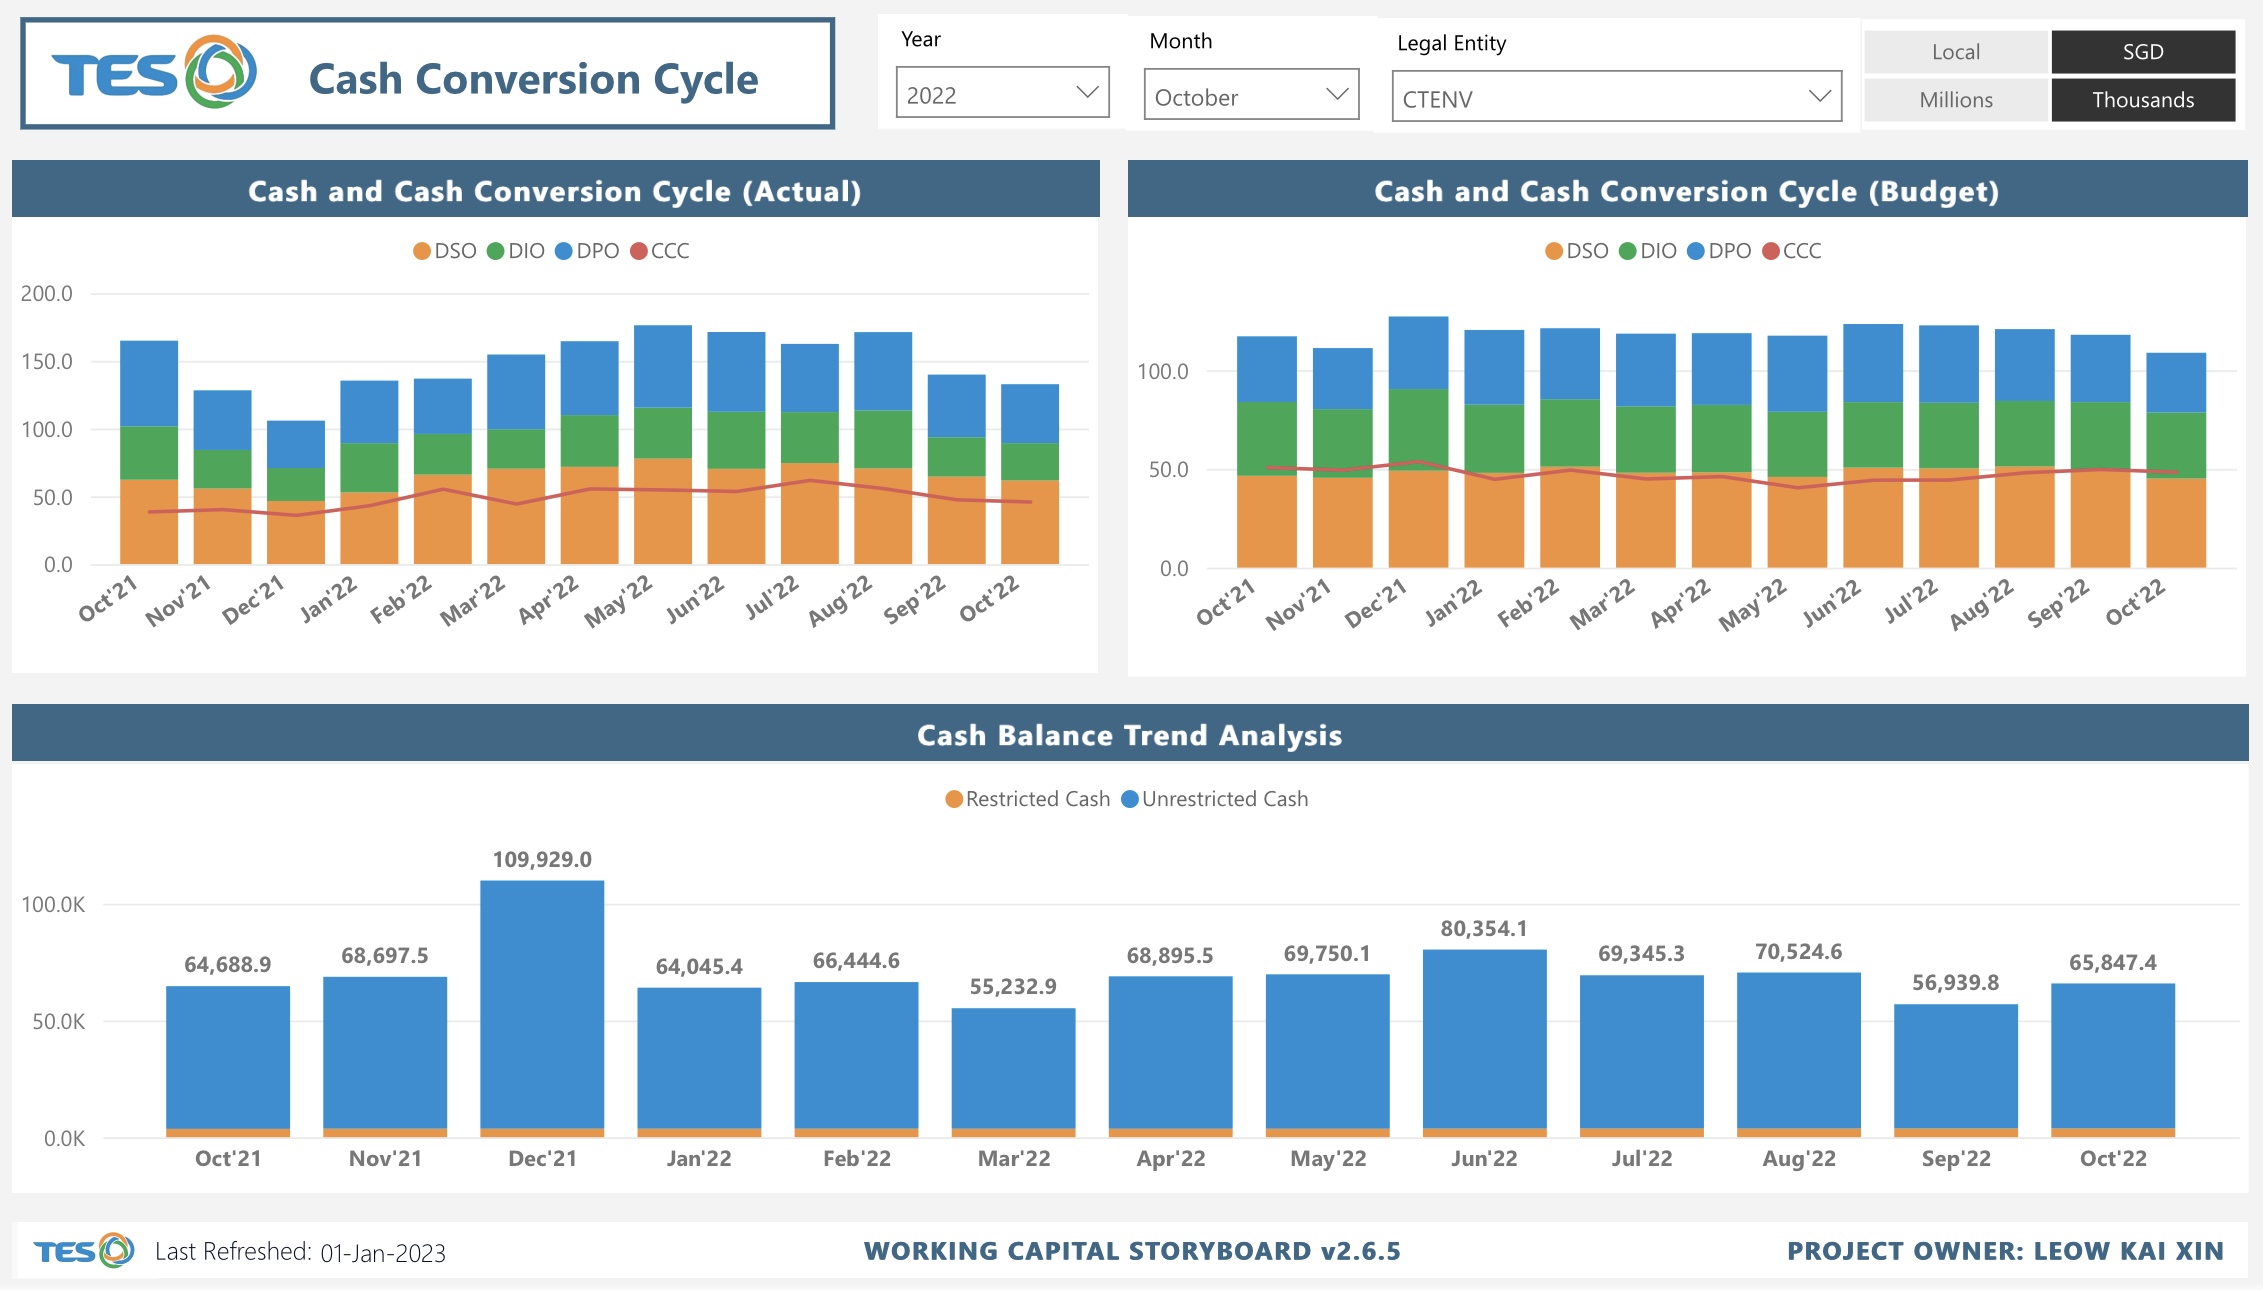 TES Cash Conversion Cycle
Year
2022
Month
October
Legal Entity
CTENV
Local SGD
Millions Thousands
Cash and Cash Conversion Cycle (Actual)
DSO DIO DPO CCC
200.0
150.0
100.0
50.0
0.0
Oct'21 Nov'21 Dec'21 Jan'22 Feb'22 Mar'22 Apr'22 May'22 Jun'22 Jul'22 Aug'22 Sep'22 Oct'22
Cash and Cash Conversion Cycle (Budget)
DSO DIO DPO CCC
100.0
50.0
0.0
Oct'21 Nov'21 Dec'21 Jan'22 Feb'22 Mar'22 Apr'22 May'22 Jun'22 Jul'22 Aug'22 Sep'22 Oct'22
Cash Balance Trend Analysis
Restricted Cash Unrestricted Cash
100.0K
50.0K
0.0K
64,688.9 68,697.5 109,929.0 64,045.4 66,444.6 55,232.9 68,895.5 69,750.1 80,354.1 69,345.3 70,524.6 56,939.8 65,847.4
Oct'21 Nov'21 Dec'21 Jan'22 Feb'22 Mar'22 Apr'22 May'22 Jun'22 Jul'22 Aug'22 Sep'22 Oct'22
TES Last Refreshed: 01-Jan-2023
WORKING CAPITAL STORYBOARD v2.6.5
PROJECT OWNER: LEOW KAI XIN